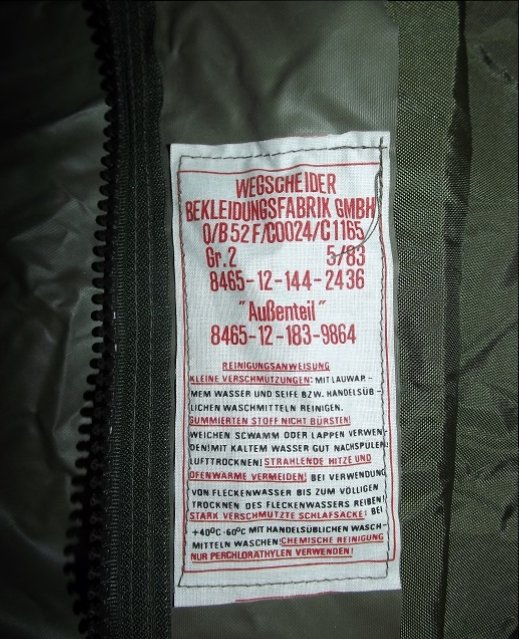 WEGSCHEIDER
BEKLEIDUNGSFABRIK GMBH
O/B52F/C0024/C1165
Gr.2 5/83
8465-12-144-2436
"Außenteil"
8465-12-183-9864
REINIGUNGSANWEISUNG
KLEINE VERSCHMUTZUNGEN: MIT LAUWAR-
MEM WASSER UND SEIFE BZW. HANDELSÜB-
LICHEN WASCHMITTELN REINIGEN.
GUMMIERTEN STOFF NICHT BÜRSTEN!
WEICHEN SCHWAMM ODER LAPPEN VERWEN-
DEN! MIT KALTEM WASSER GUT NACHSPÜLEN!
LUFTTROCKNEN! STRAHLENDE HITZE UND
OFENWÄRME VERMEIDEN! BEI VERWENDUNG
VON FLECKENWASSER BIS ZUM VÖLLIGEN
TROCKNEN DES FLECKENWASSERS REIBEN!
STARK VERSCHMUTZTE SCHLAFSÄCKE: BEI
+40°C-60°C MIT HANDELSÜBLICHEN WASCH-
MITTELN WASCHEN! CHEMISCHE REINIGUNG
NUR PERCHLORÄTHYLEN VERWENDEN!